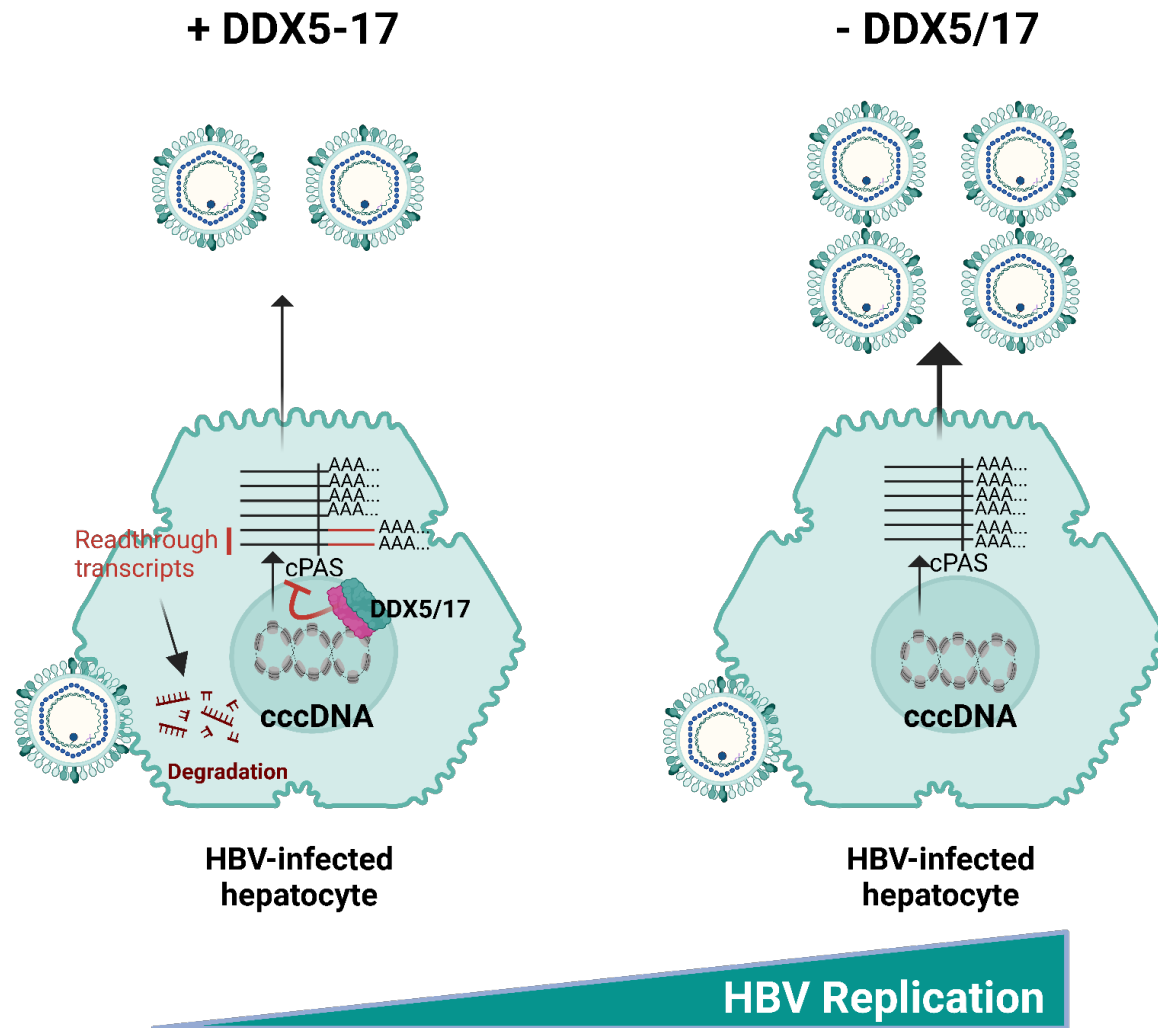 + DDX5-17
- DDX5/17
AAA...
AAA...
AAA...
AAA...
AAA...
AAA...
Readthrough
transcripts
cPAS
DDX5/17
cccDNA
Degradation
HBV-infected
hepatocyte
AAA...
AAA...
AAA...
AAA...
AAA...
AAA...
cPAS
cccDNA
HBV-infected
hepatocyte
HBV Replication